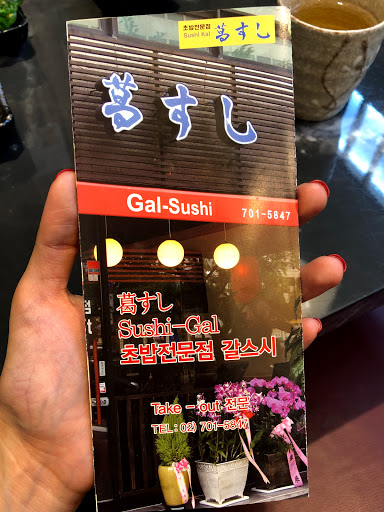 초밥전문점
Sushi Kal 葛すし
葛すし
Gal-Sushi 701-5847
葛すし
Sushi-Gal
초밥전문점 갈스시
Take - out 전문
TEL : 02) 701-5847